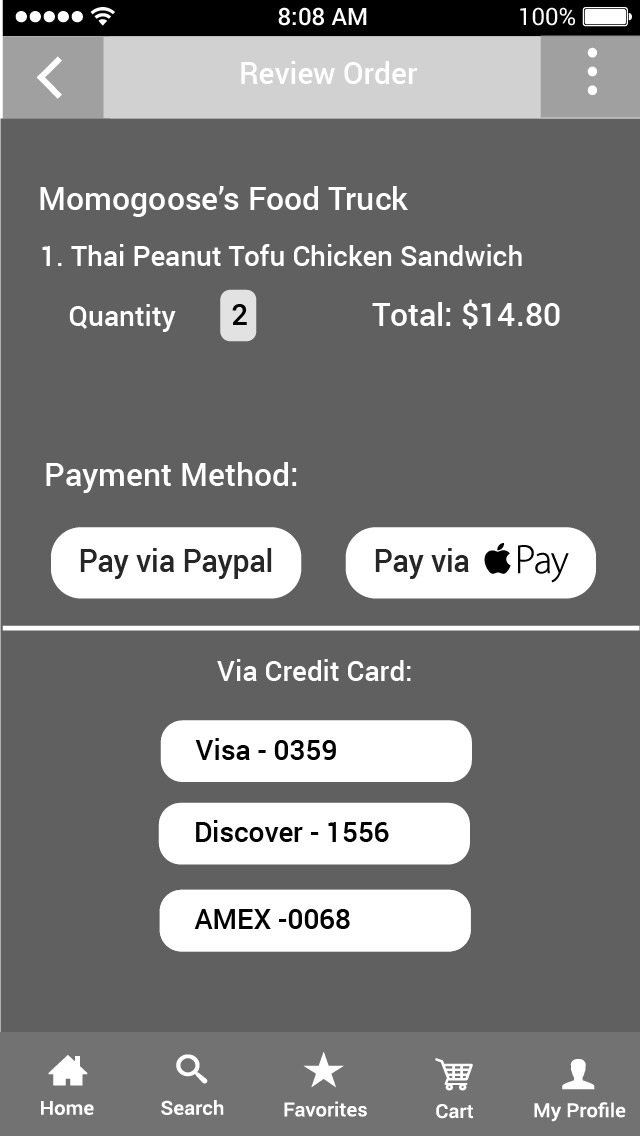 8:08 AM 100%
Review Order
Momogoose’s Food Truck
1. Thai Peanut Tofu Chicken Sandwich
Quantity 2 Total: $14.80
Payment Method:
Pay via Paypal Pay via Pay
Via Credit Card:
Visa - 0359
Discover - 1556
AMEX -0068
Home Search Favorites Cart My Profile